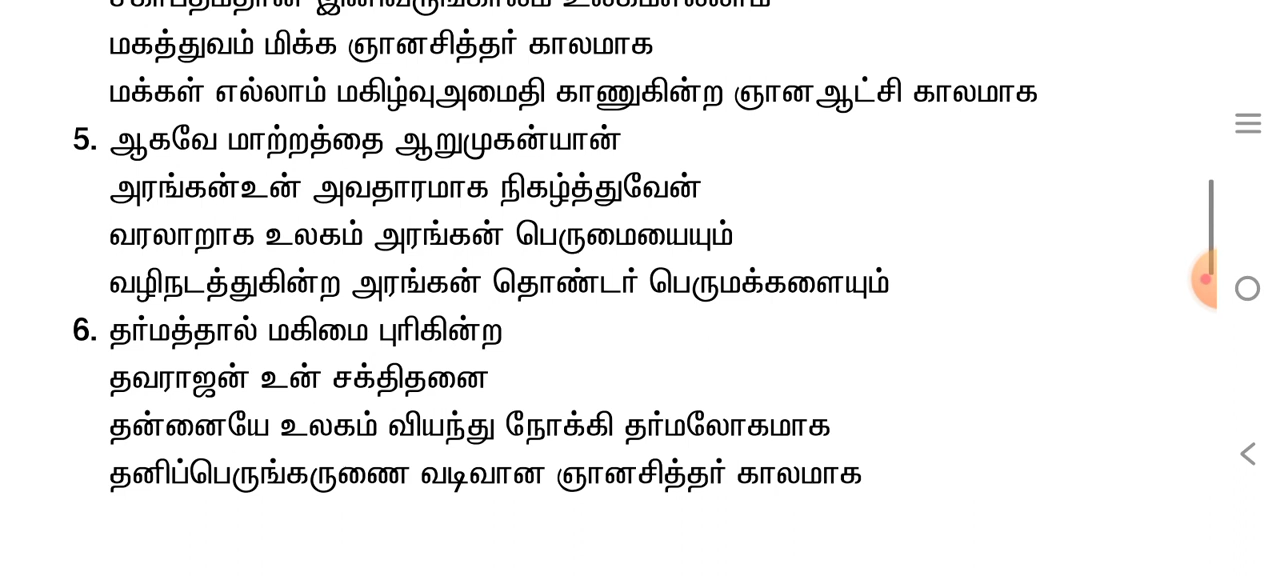 மகத்துவம் மிக்க ஞானசித்தர் காலமாக
மக்கள் எல்லாம் மகிழ்வுஅமைதி காணுகின்ற ஞானஆட்சி காலமாக
5. ஆகவே மாற்றத்தை ஆறுமுகன்யான்
அரங்கன்உன் அவதாரமாக நிகழ்த்துவேன்
வரலாறாக உலகம் அரங்கன் பெருமையையும்
வழிநடத்துகின்ற அரங்கன் தொண்டர் பெருமக்களையும்
6. தர்மத்தால் மகிமை புரிகின்ற
தவராஜன் உன் சக்திதனை
தன்னையே உலகம் வியந்து நோக்கி தர்மலோகமாக
தனிப்பெருங்கருணை வடிவான ஞானசித்தர் காலமாக